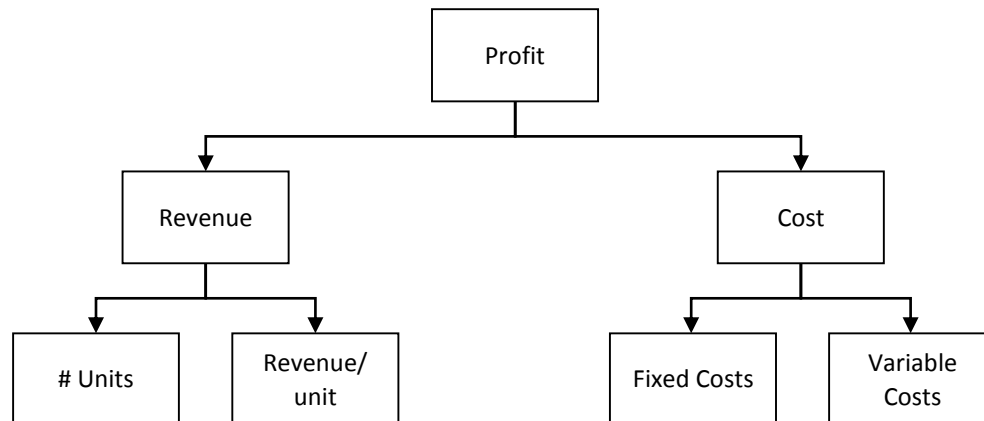 Profit
Revenue
Cost
# Units
Revenue/
unit
Fixed Costs
Variable
Costs